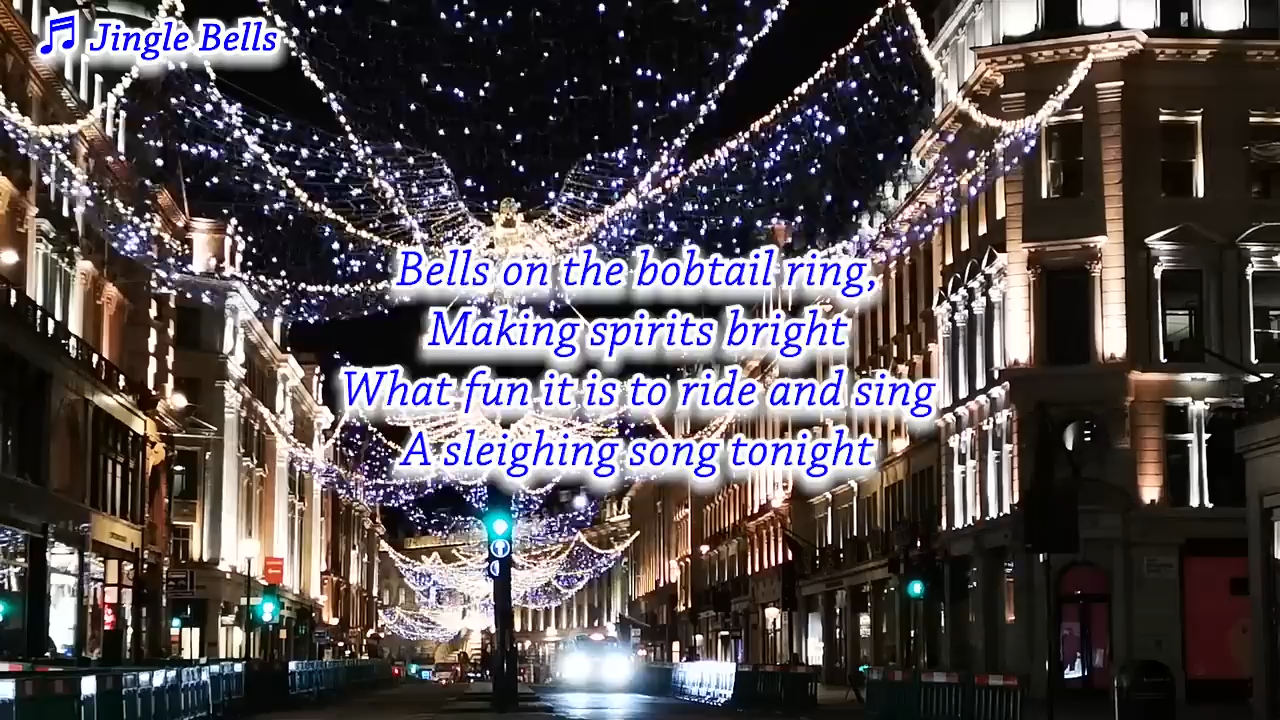 🎵 Jingle Bells
Bells on the bobtail ring,
Making spirits bright
What fun it is to ride and sing
A sleighing song tonight